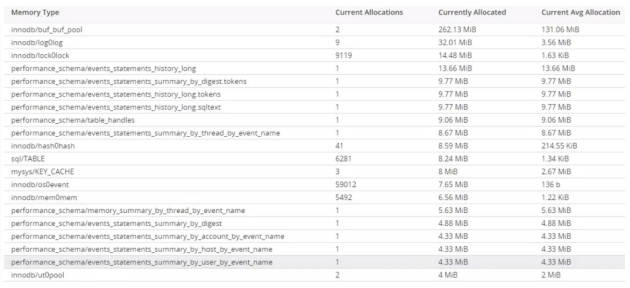 Memory Type Current Allocations Currently Allocated Current Avg Allocation
innodb/buf_buf_pool 2 262.13 MiB 131.06 MiB
innodb/log0log 9 32.01 MiB 3.56 MiB
innodb/lock0lock 9119 14.48 MiB 1.63 KiB
performance_schema/events_statements_history_long 1 13.66 MiB 13.66 MiB
performance_schema/events_statements_summary_by_digest.tokens 1 9.77 MiB 9.77 MiB
performance_schema/events_statements_history_long.tokens 1 9.77 MiB 9.77 MiB
performance_schema/events_statements_history_long.sqltext 1 9.77 MiB 9.77 MiB
performance_schema/table_handles 1 9.06 MiB 9.06 MiB
performance_schema/events_statements_summary_by_thread_by_event_name 1 8.67 MiB 8.67 MiB
innodb/hash0hash 41 8.59 MiB 214.55 KiB
sql/TABLE 6281 8.24 MiB 1.34 KiB
mysys/KEY_CACHE 3 8 MiB 2.67 MiB
innodb/os0event 59012 7.65 MiB 136 b
innodb/mem0mem 5492 6.56 MiB 1.22 KiB
performance_schema/memory_summary_by_thread_by_event_name 1 5.63 MiB 5.63 MiB
performance_schema/events_statements_summary_by_digest 1 4.88 MiB 4.88 MiB
performance_schema/events_statements_summary_by_account_by_event_name 1 4.33 MiB 4.33 MiB
performance_schema/events_statements_summary_by_host_by_event_name 1 4.33 MiB 4.33 MiB
performance_schema/events_statements_summary_by_user_by_event_name 1 4.33 MiB 4.33 MiB
innodb/ut0pool 2 4 MiB 2 MiB